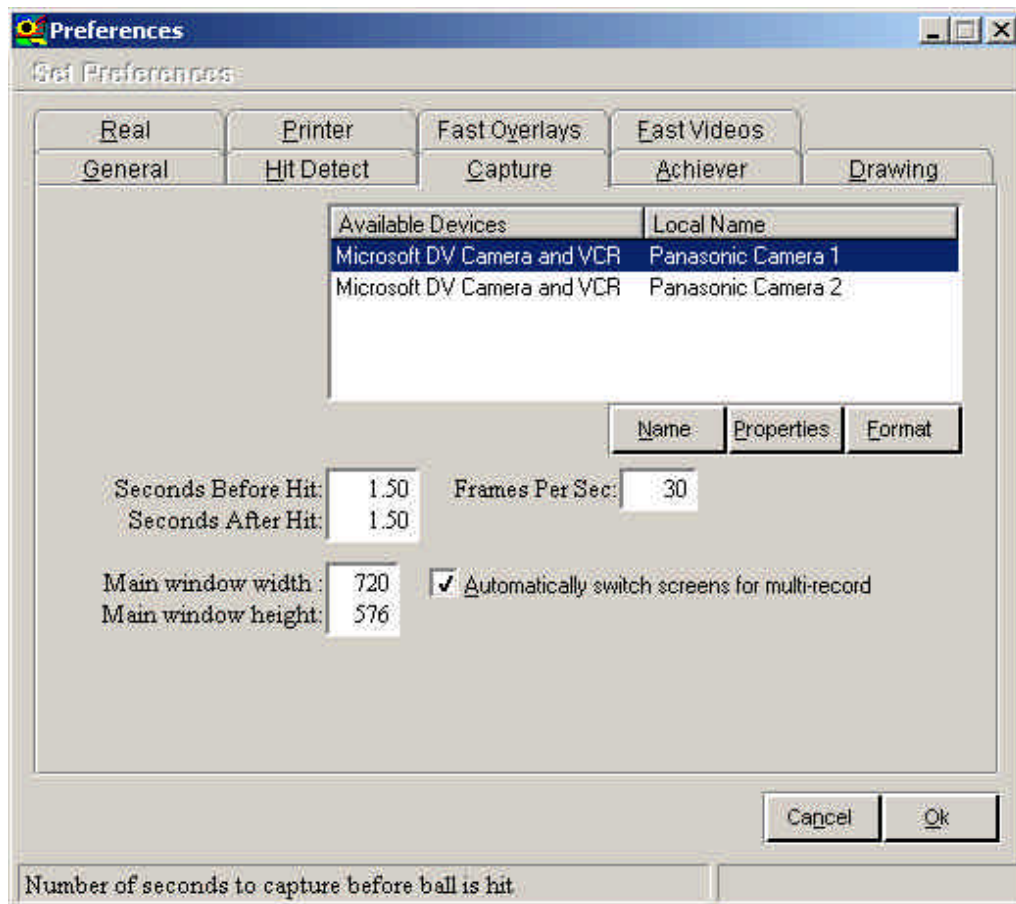 Preferences
Set Preferences
Real Printer Fast Overlays Fast Videos
General Hit Detect Capture Achiever Drawing
Available Devices Local Name
Microsoft DV Camera and VCR Panasonic Camera 1
Microsoft DV Camera and VCR Panasonic Camera 2
Name Properties Format
Seconds Before Hit: 1.50 Frames Per Sec: 30
Seconds After Hit: 1.50
Main window width : 720 Automatically switch screens for multi-record
Main window height: 576
Cancel Ok
Number of seconds to capture before ball is hit